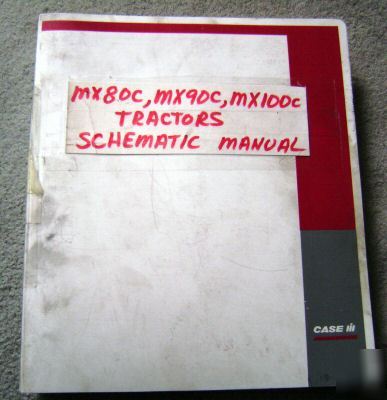 MX80C, MX90C, MX100C
TRACTORS
SCHEMATIC MANUAL
CASE IH